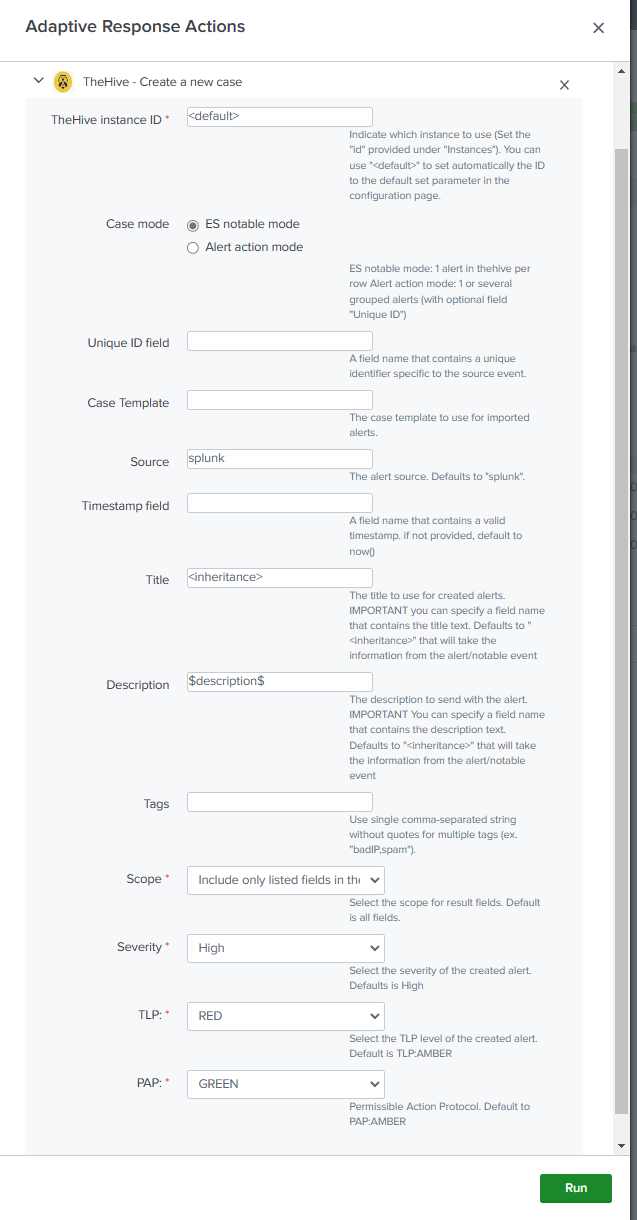 Adaptive Response Actions
TheHive - Create a new case
TheHive instance ID *
<default>
Indicate which instance to use (Set the
"id" provided under "Instances"). You can
use "<default>" to set automatically the ID
to the default set parameter in the
configuration page.
Case mode
ES notable mode
Alert action mode
ES notable mode: 1 alert in thehive per
row Alert action mode: 1 or several
grouped alerts (with optional field
"Unique ID")
Unique ID field
A field name that contains a unique
identifier specific to the source event.
Case Template
The case template to use for imported
alerts.
Source
splunk
The alert source. Defaults to "splunk".
Timestamp field
A field name that contains a valid
timestamp. if not provided, default to
now()
Title
<inheritance>
The title to use for created alerts.
IMPORTANT you can specify a field name
that contains the title text. Defaults to "
<inheritance>" that will take the
information from the alert/notable event
Description
$description$
The description to send with the alert.
IMPORTANT You can specify a field name
that contains the description text.
Defaults to "<inheritance>" that will take
the information from the alert/notable
event
Tags
Use single comma-separated string
without quotes for multiple tags (ex.
"badIP,spam").
Scope *
Include only listed fields in the
Select the scope for result fields. Default
is all fields.
Severity *
High
Select the severity of the created alert.
Defaults is High
TLP: *
RED
Select the TLP level of the created alert.
Default is TLP:AMBER
PAP: *
GREEN
Permissible Action Protocol. Default to
PAP:AMBER
Run